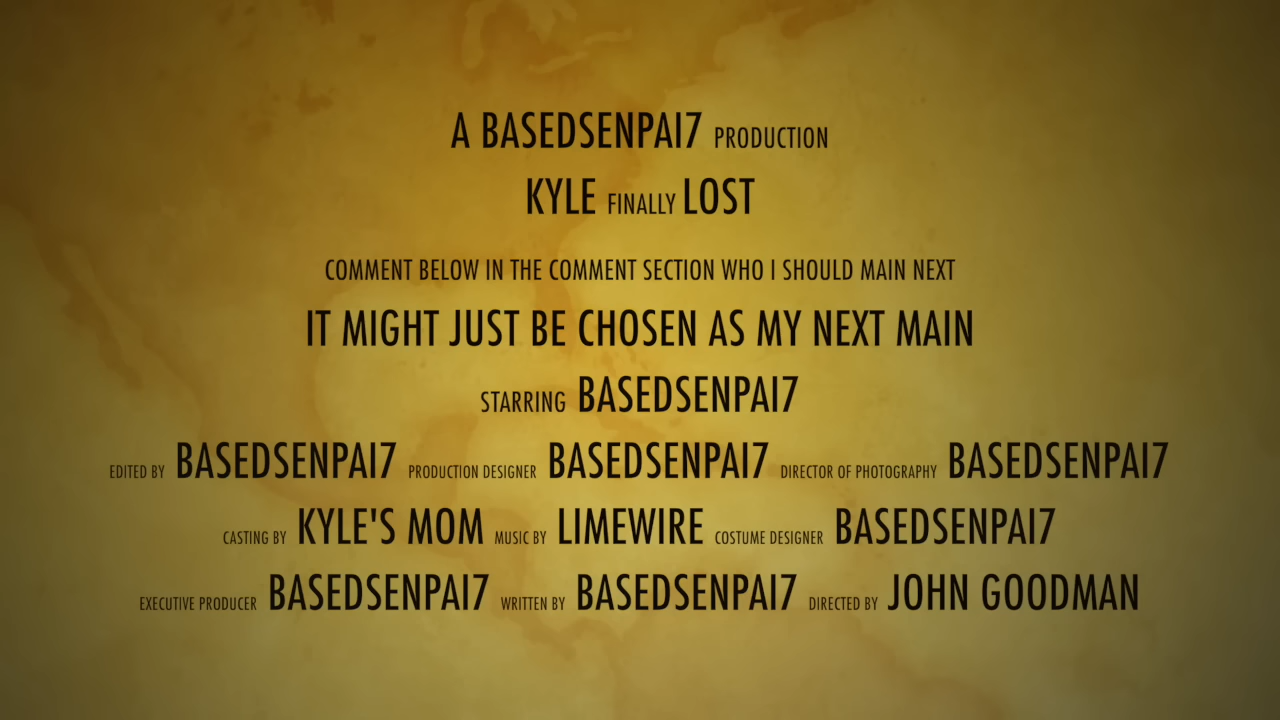 A BASEDSENPAI7 PRODUCTION
KYLE FINALLY LOST
COMMENT BELOW IN THE COMMENT SECTION WHO I SHOULD MAIN NEXT
IT MIGHT JUST BE CHOSEN AS MY NEXT MAIN
STARRING BASEDSENPAI7
EDITED BY BASEDSENPAI7 PRODUCTION DESIGNER BASEDSENPAI7 DIRECTOR OF PHOTOGRAPHY BASEDSENPAI7
CASTING BY KYLE'S MOM MUSIC BY LIMEWIRE COSTUME DESIGNER BASEDSENPAI7
EXECUTIVE PRODUCER BASEDSENPAI7 WRITTEN BY BASEDSENPAI7 DIRECTED BY JOHN GOODMAN